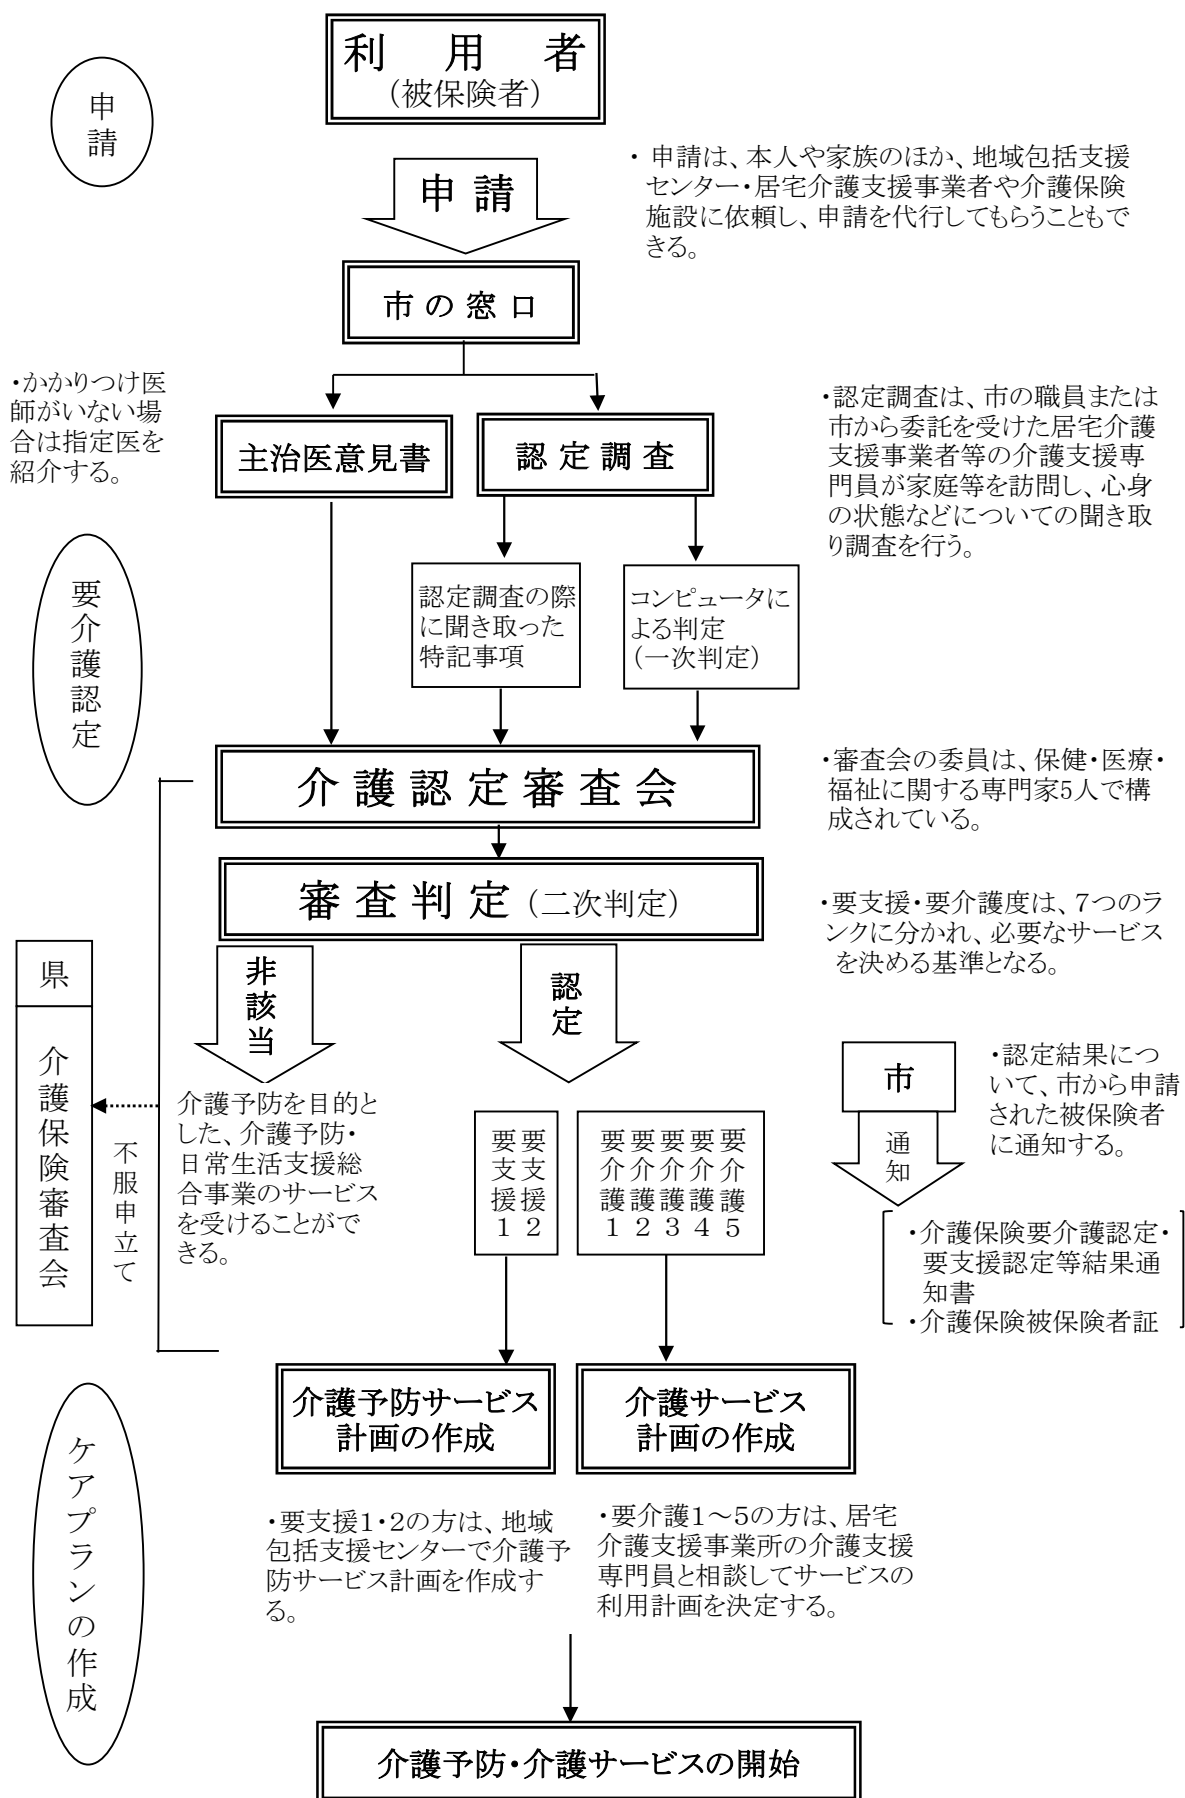 利用者
(被保険者)
申請
申請
・申請は、本人や家族のほか、地域包括支援
センター・居宅介護支援事業者や介護保険
施設に依頼し、申請を代行してもらうこともで
きる。
市の窓口
・かかりつけ医
師がいない場
合は指定医を
紹介する。
主治医意見書
認定調査
・認定調査は、市の職員または
市から委託を受けた居宅介護
支援事業者等の介護支援専
門員が家庭等を訪問し、心身
の状態などについての聞き取
り調査を行う。
要介護認定
認定調査の際
に聞き取った
特記事項
コンピュータに
よる判定
(一次判定)
介護認定審査会
・審査会の委員は、保健・医療・
福祉に関する専門家5人で構
成されている。
審査判定(二次判定)
・要支援・要介護度は、7つのラ
ンクに分かれ、必要なサービス
を決める基準となる。
県
介護保険審査会
不服申立て
非該当
認定
介護予防を目的と
した、介護予防・
日常生活支援総
合事業のサービス
を受けることがで
きる。
要支援1
要支援2
要介護1
要介護2
要介護3
要介護4
要介護5
市
通知
・認定結果につ
いて、市から申請
された被保険者
に通知する。
・介護保険要介護認定・
要支援認定等結果通
知書
・介護保険被保険者証
ケアプランの作成
介護予防サービス
計画の作成
介護サービス
計画の作成
・要支援1・2の方は、地域
包括支援センターで介護予
防サービス計画を作成す
る。
・要介護1~5の方は、居宅
介護支援事業所の介護支援
専門員と相談してサービスの
利用計画を決定する。
介護予防・介護サービスの開始